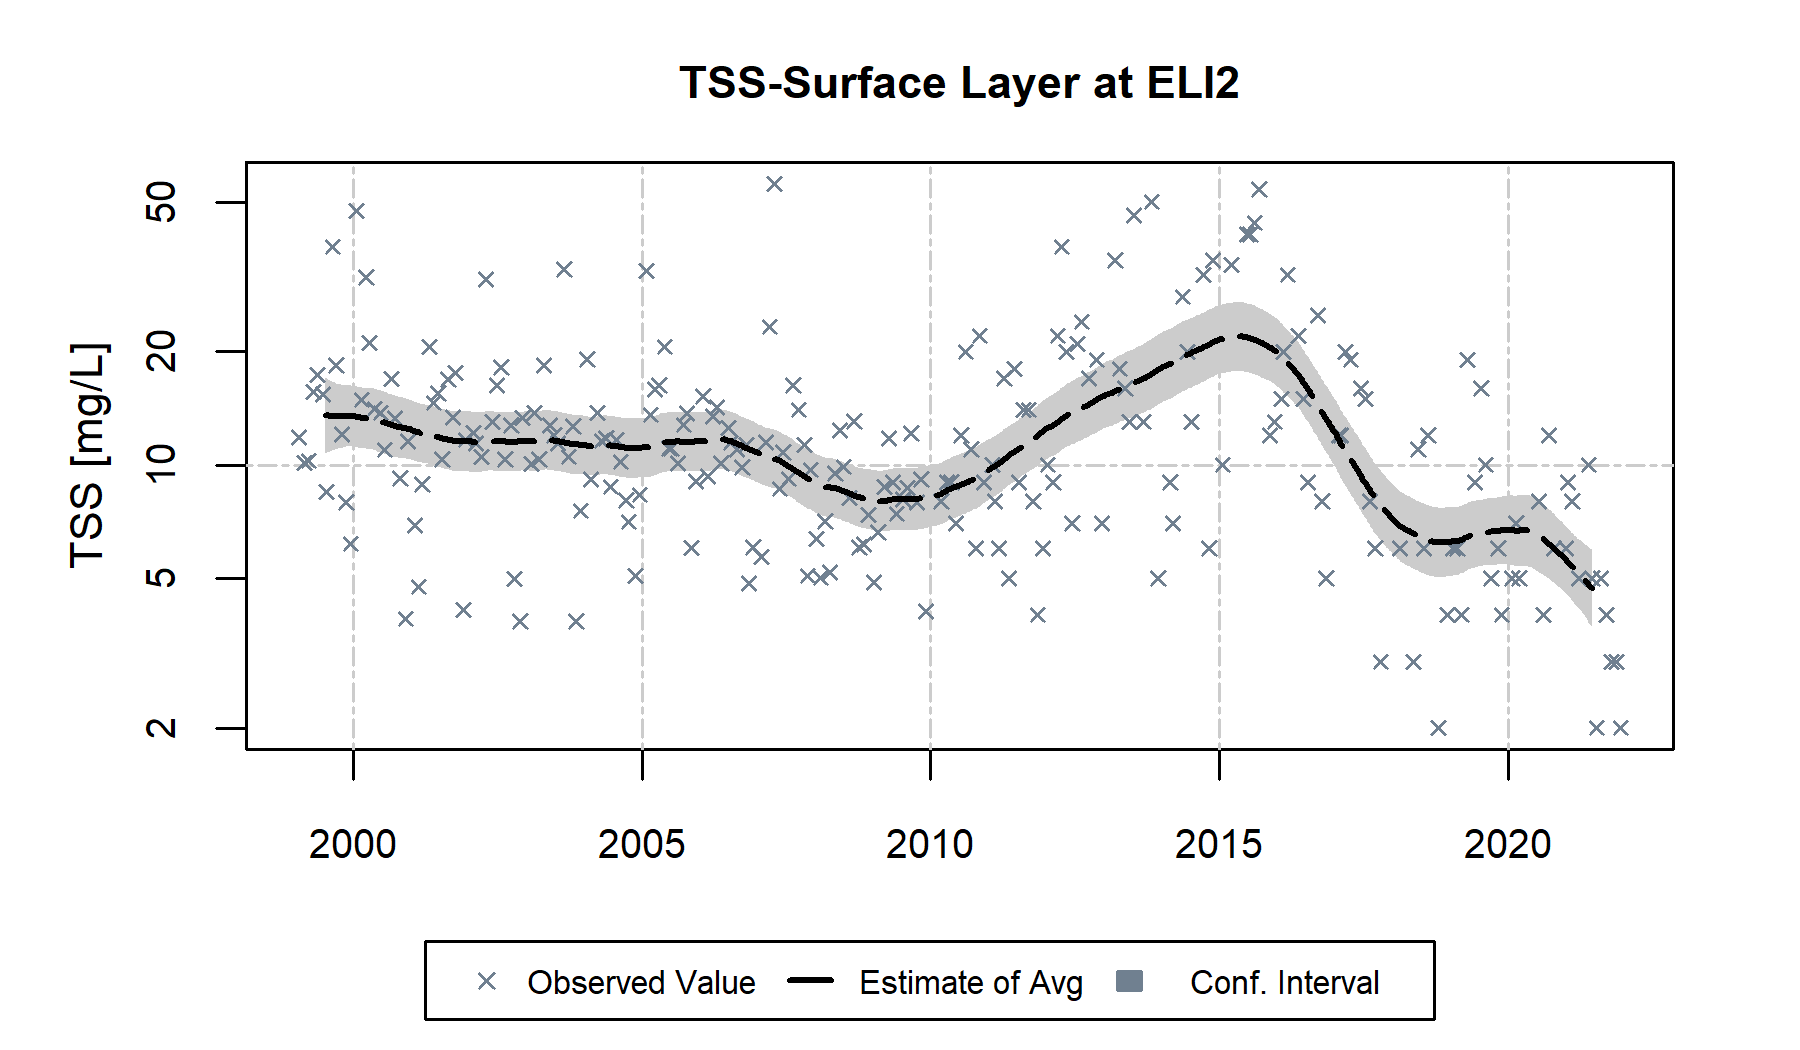 TSS-Surface Layer at ELI2
TSS [mg/L]
50
20
10
5
2
2000 2005 2010 2015 2020
Observed Value Estimate of Avg Conf. Interval